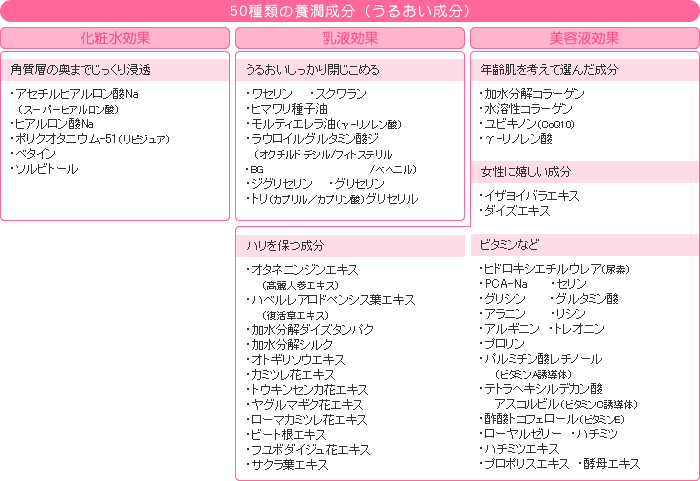 50種類の養潤成分（うるおい成分）
化粧水効果
角質層の奥までじっくり浸透
・アセチルヒアルロン酸Na
（スーパーヒアルロン酸）
・ヒアルロン酸Na
・ポリクオタニウム-51（リピジュア）
・ベタイン
・ソルビトール
乳液効果
うるおいしっかり閉じこめる
・ワセリン　・スクワラン
・ヒマワリ種子油
・モルティエレラ油（γ-リノレン酸）
・ラウロイルグルタミン酸ジ
（オクチルドデシル/フィトステリル
・BG　/ベヘニル）
・ジグリセリン　・グリセリン
・トリ（カプリル／カプリン酸）グリセリル
美容液効果
年齢肌を考えて選んだ成分
・加水分解コラーゲン
・水溶性コラーゲン
・ユビキノン（CoQ10）
・γ-リノレン酸
女性に嬉しい成分
・イザヨイバラエキス
・ダイズエキス
ハリを保つ成分
・オタネニンジンエキス
（高麗人参エキス）
・ハベルレアロドペンシス葉エキス
（復活草エキス）
・加水分解ダイズタンパク
・加水分解シルク
・オトギリソウエキス
・カミツレ花エキス
・トウキンセンカ花エキス
・ヤグルマギク花エキス
・ローマカミツレ花エキス
・ビート根エキス
・フユボダイジュ花エキス
・サクラ葉エキス
ビタミンなど
・ヒドロキシエチルウレア（尿素）
・PCA-Na　・セリン
・グリシン　・グルタミン酸
・アラニン　・リシン
・アルギニン　・トレオニン
・プロリン
・パルミチン酸レチノール
（ビタミンA誘導体）
・テトラヘキシルデカン酸
アスコルビル（ビタミンC誘導体）
・酢酸トコフェロール（ビタミンE）
・ローヤルゼリー　・ハチミツ
・ハチミツエキス
・プロポリスエキス　・酵母エキス